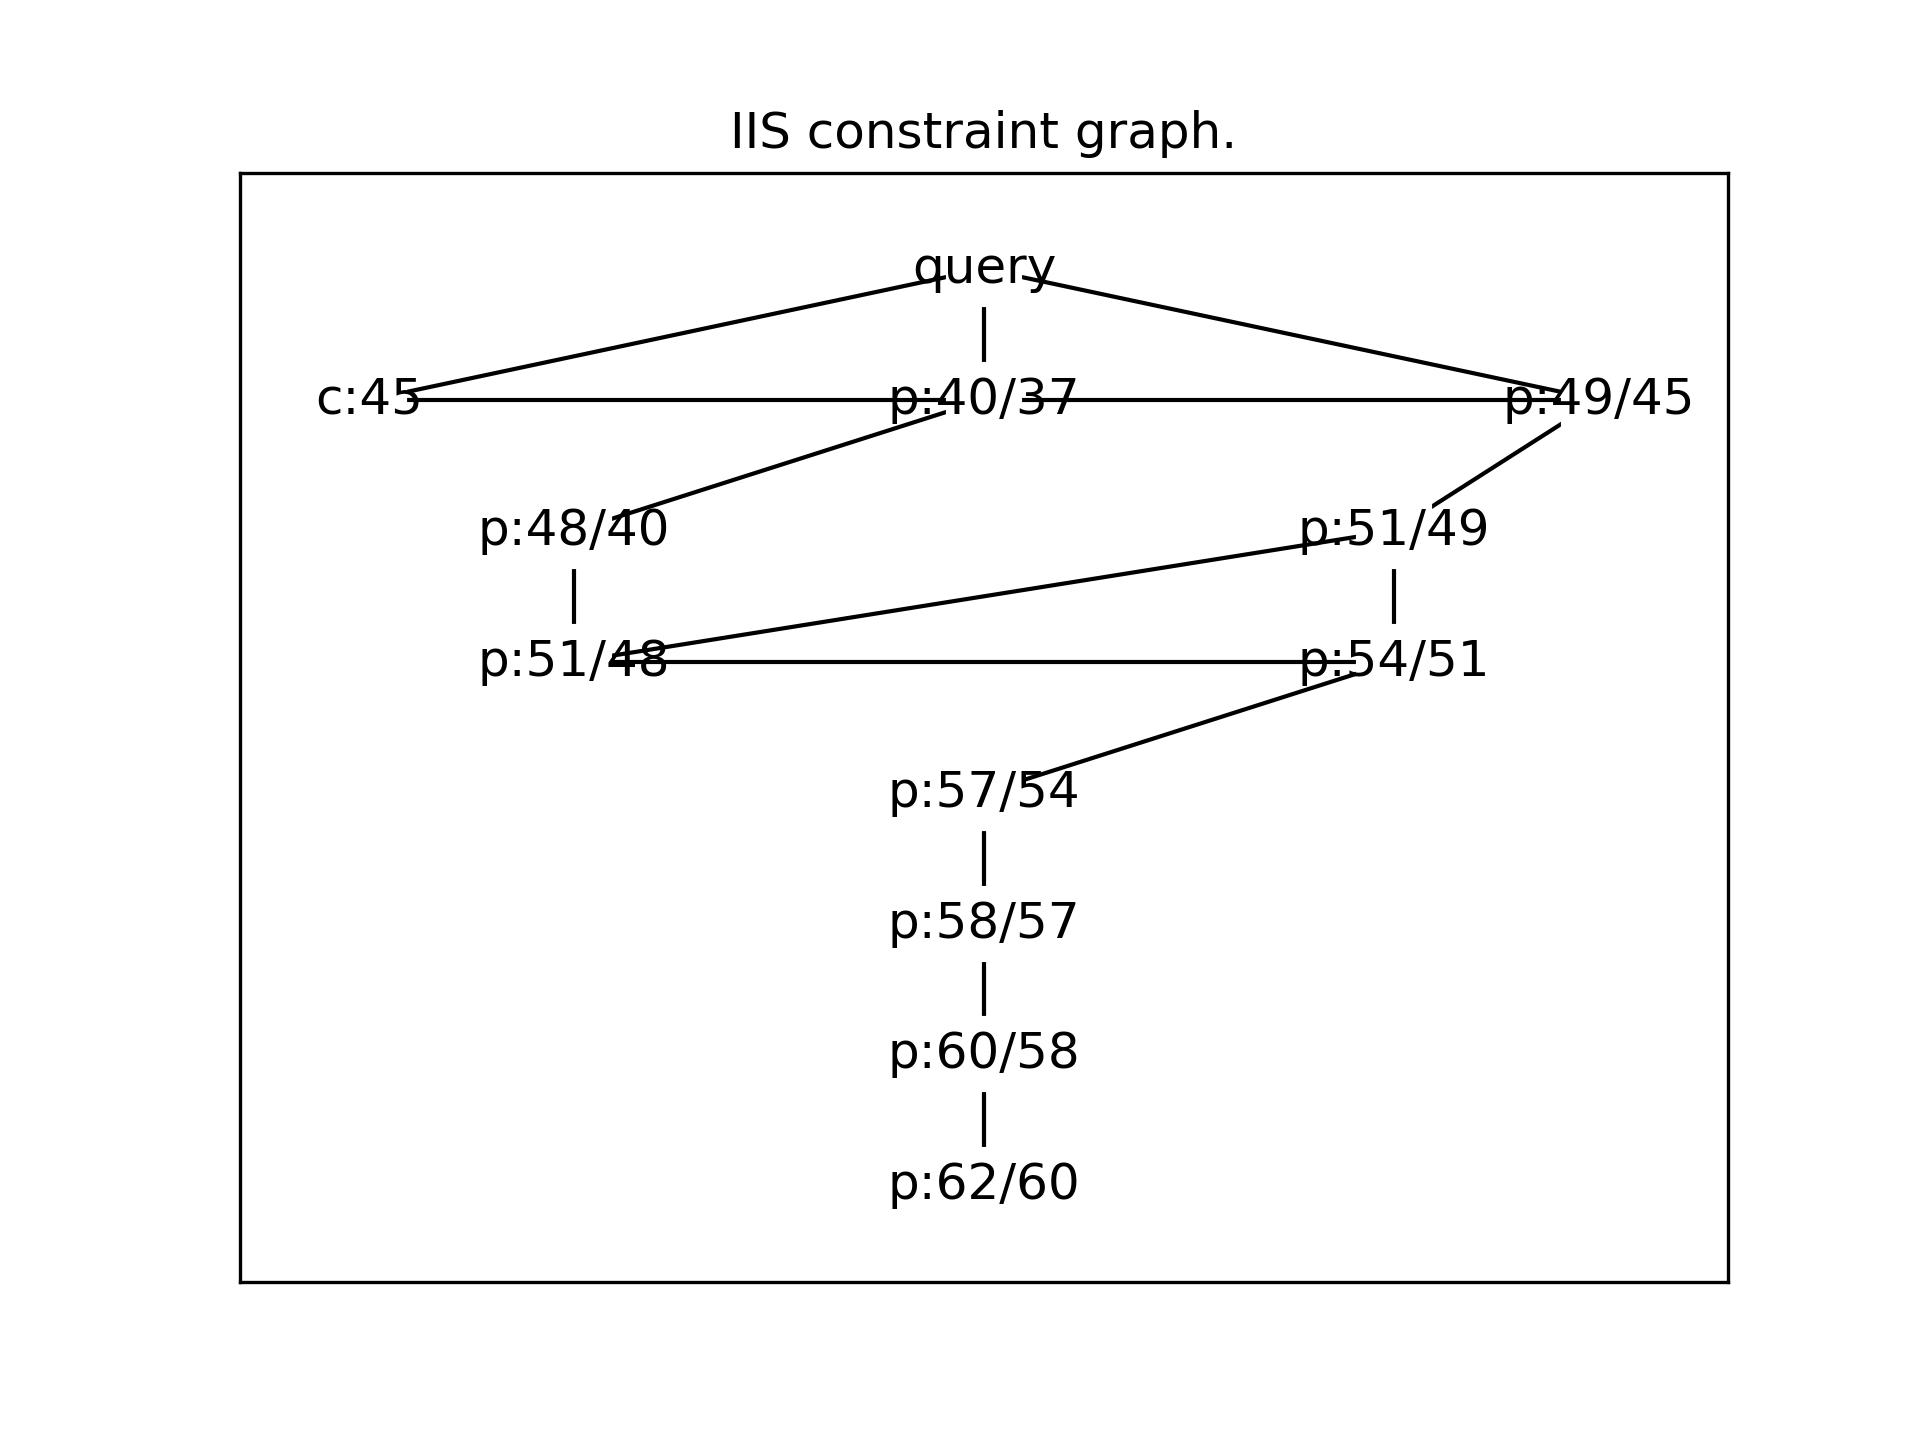 IIS constraint graph.
query
c:45 p:40/37 p:49/45
p:48/40 p:51/49
p:51/48 p:54/51
p:57/54
p:58/57
p:60/58
p:62/60